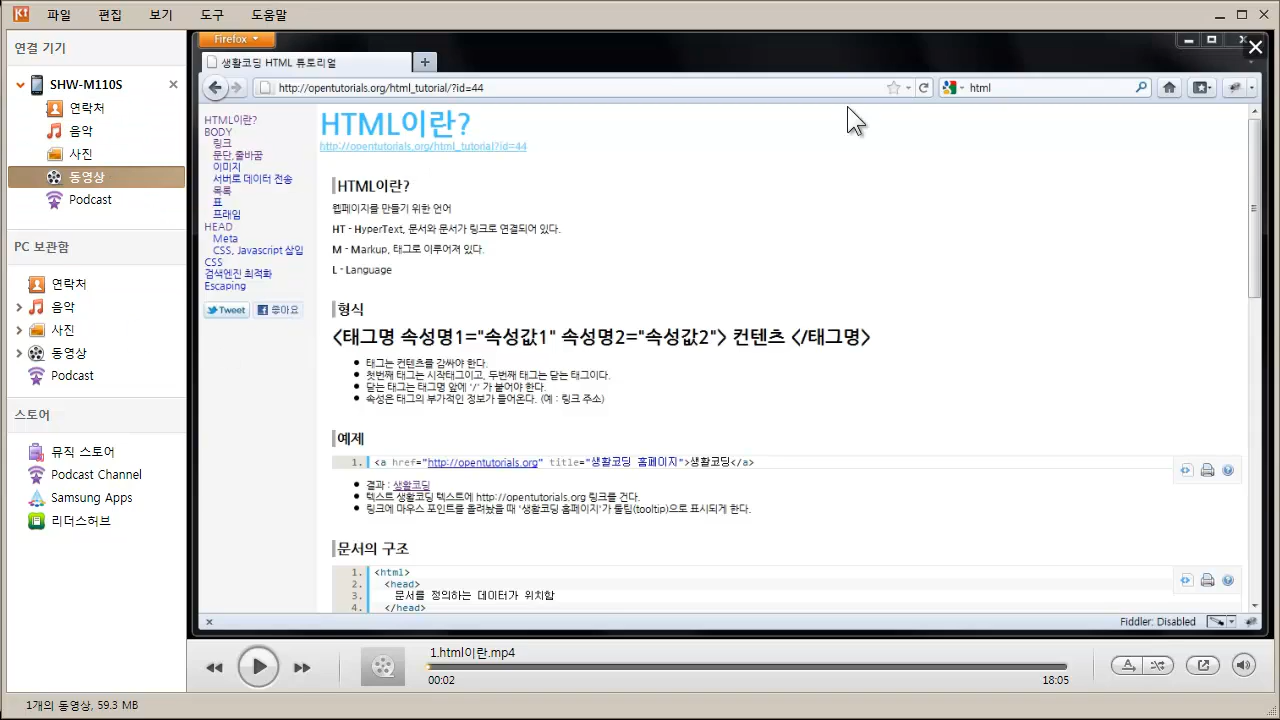 파일 편집 보기 도구 도움말
연결 기기
SHW-M110S
연락처
음악
사진
동영상
Podcast
PC 보관함
연락처
음악
사진
동영상
Podcast
스토어
뮤직 스토어
Podcast Channel
Samsung Apps
리더스허브
Firefox
생활코딩 HTML 튜토리얼
http://opentutorials.org/html_tutorial/?id=44
html
HTML이란?
BODY
링크
문단,줄바꿈
이미지
서버로 데이터 전송
목록
표
프레임
HEAD
Meta
CSS, Javascript 삽입
CSS
검색엔진 최적화
Escaping
Tweet 좋아요
HTML이란?
http://opentutorials.org/html_tutorial?id=44
HTML이란?
웹페이지를 만들기 위한 언어
HT - HyperText, 문서와 문서가 링크로 연결되어 있다.
M - Markup, 태그로 이루어져 있다.
L - Language
형식
<태그명 속성명1="속성값1" 속성명2="속성값2"> 컨텐츠 </태그명>
태그는 컨텐츠를 감싸야 한다.
첫번째 태그는 시작태그이고, 두번째 태그는 닫는 태그이다.
닫는 태그는 태그명 앞에 '/' 가 붙어야 한다.
속성은 태그의 부가적인 정보가 들어온다. (예 : 링크 주소)
예제
1. <a href="http://opentutorials.org" title="생활코딩 홈페이지">생활코딩</a>
결과 : 생활코딩
텍스트 생활코딩 텍스트에 http://opentutorials.org 링크를 건다.
링크에 마우스 포인트를 올려놨을 때 '생활코딩 홈페이지'가 툴팁(tooltip)으로 표시되게 한다.
문서의 구조
1. <html>
2. <head>
3. 문서를 정의하는 데이터가 위치함
4. </head>
Fiddler: Disabled
1.html이란.mp4
00:02 18:05
1개의 동영상, 59.3 MB